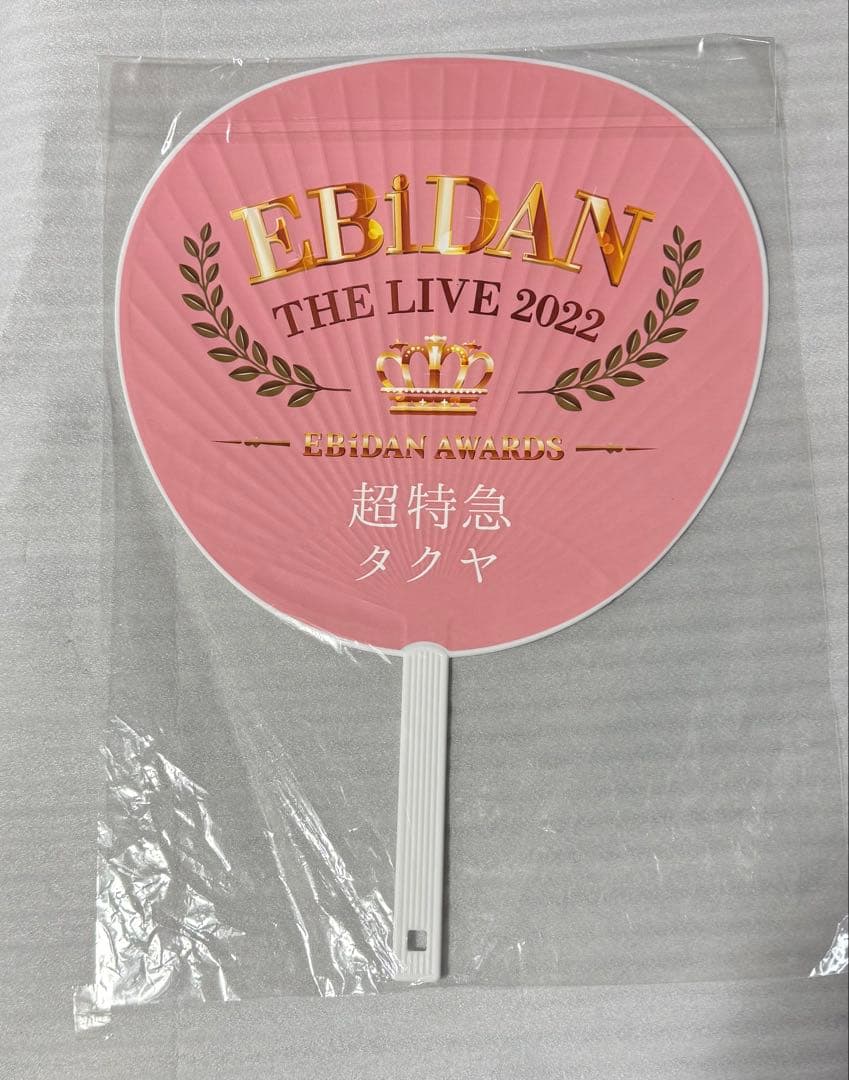 EBiDAN
THE LIVE 2022
EBiDAN AWARDS
超特急
タクヤ